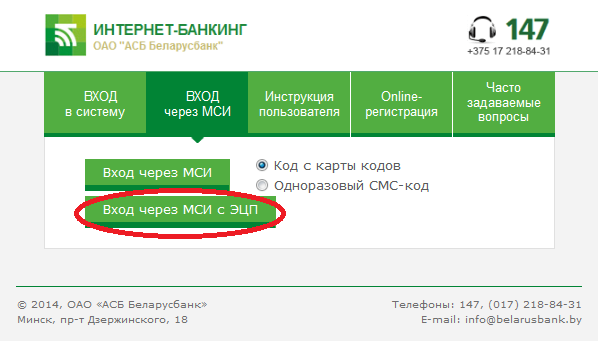 ИНТЕРНЕТ-БАНКИНГ
ОАО "АСБ Беларусбанк"
147
+375 17 218-84-31
ВХОД
в систему
ВХОД
через МСИ
Инструкция
пользователя
Online-
регистрация
Часто
задаваемые
вопросы
Вход через МСИ
Код с карты кодов
Одноразовый СМС-код
Вход через МСИ с ЭЦП
© 2014, ОАО «АСБ Беларусбанк»
Минск, пр-т Дзержинского, 18
Телефоны: 147, (017) 218-84-31
E-mail: info@belarusbank.by